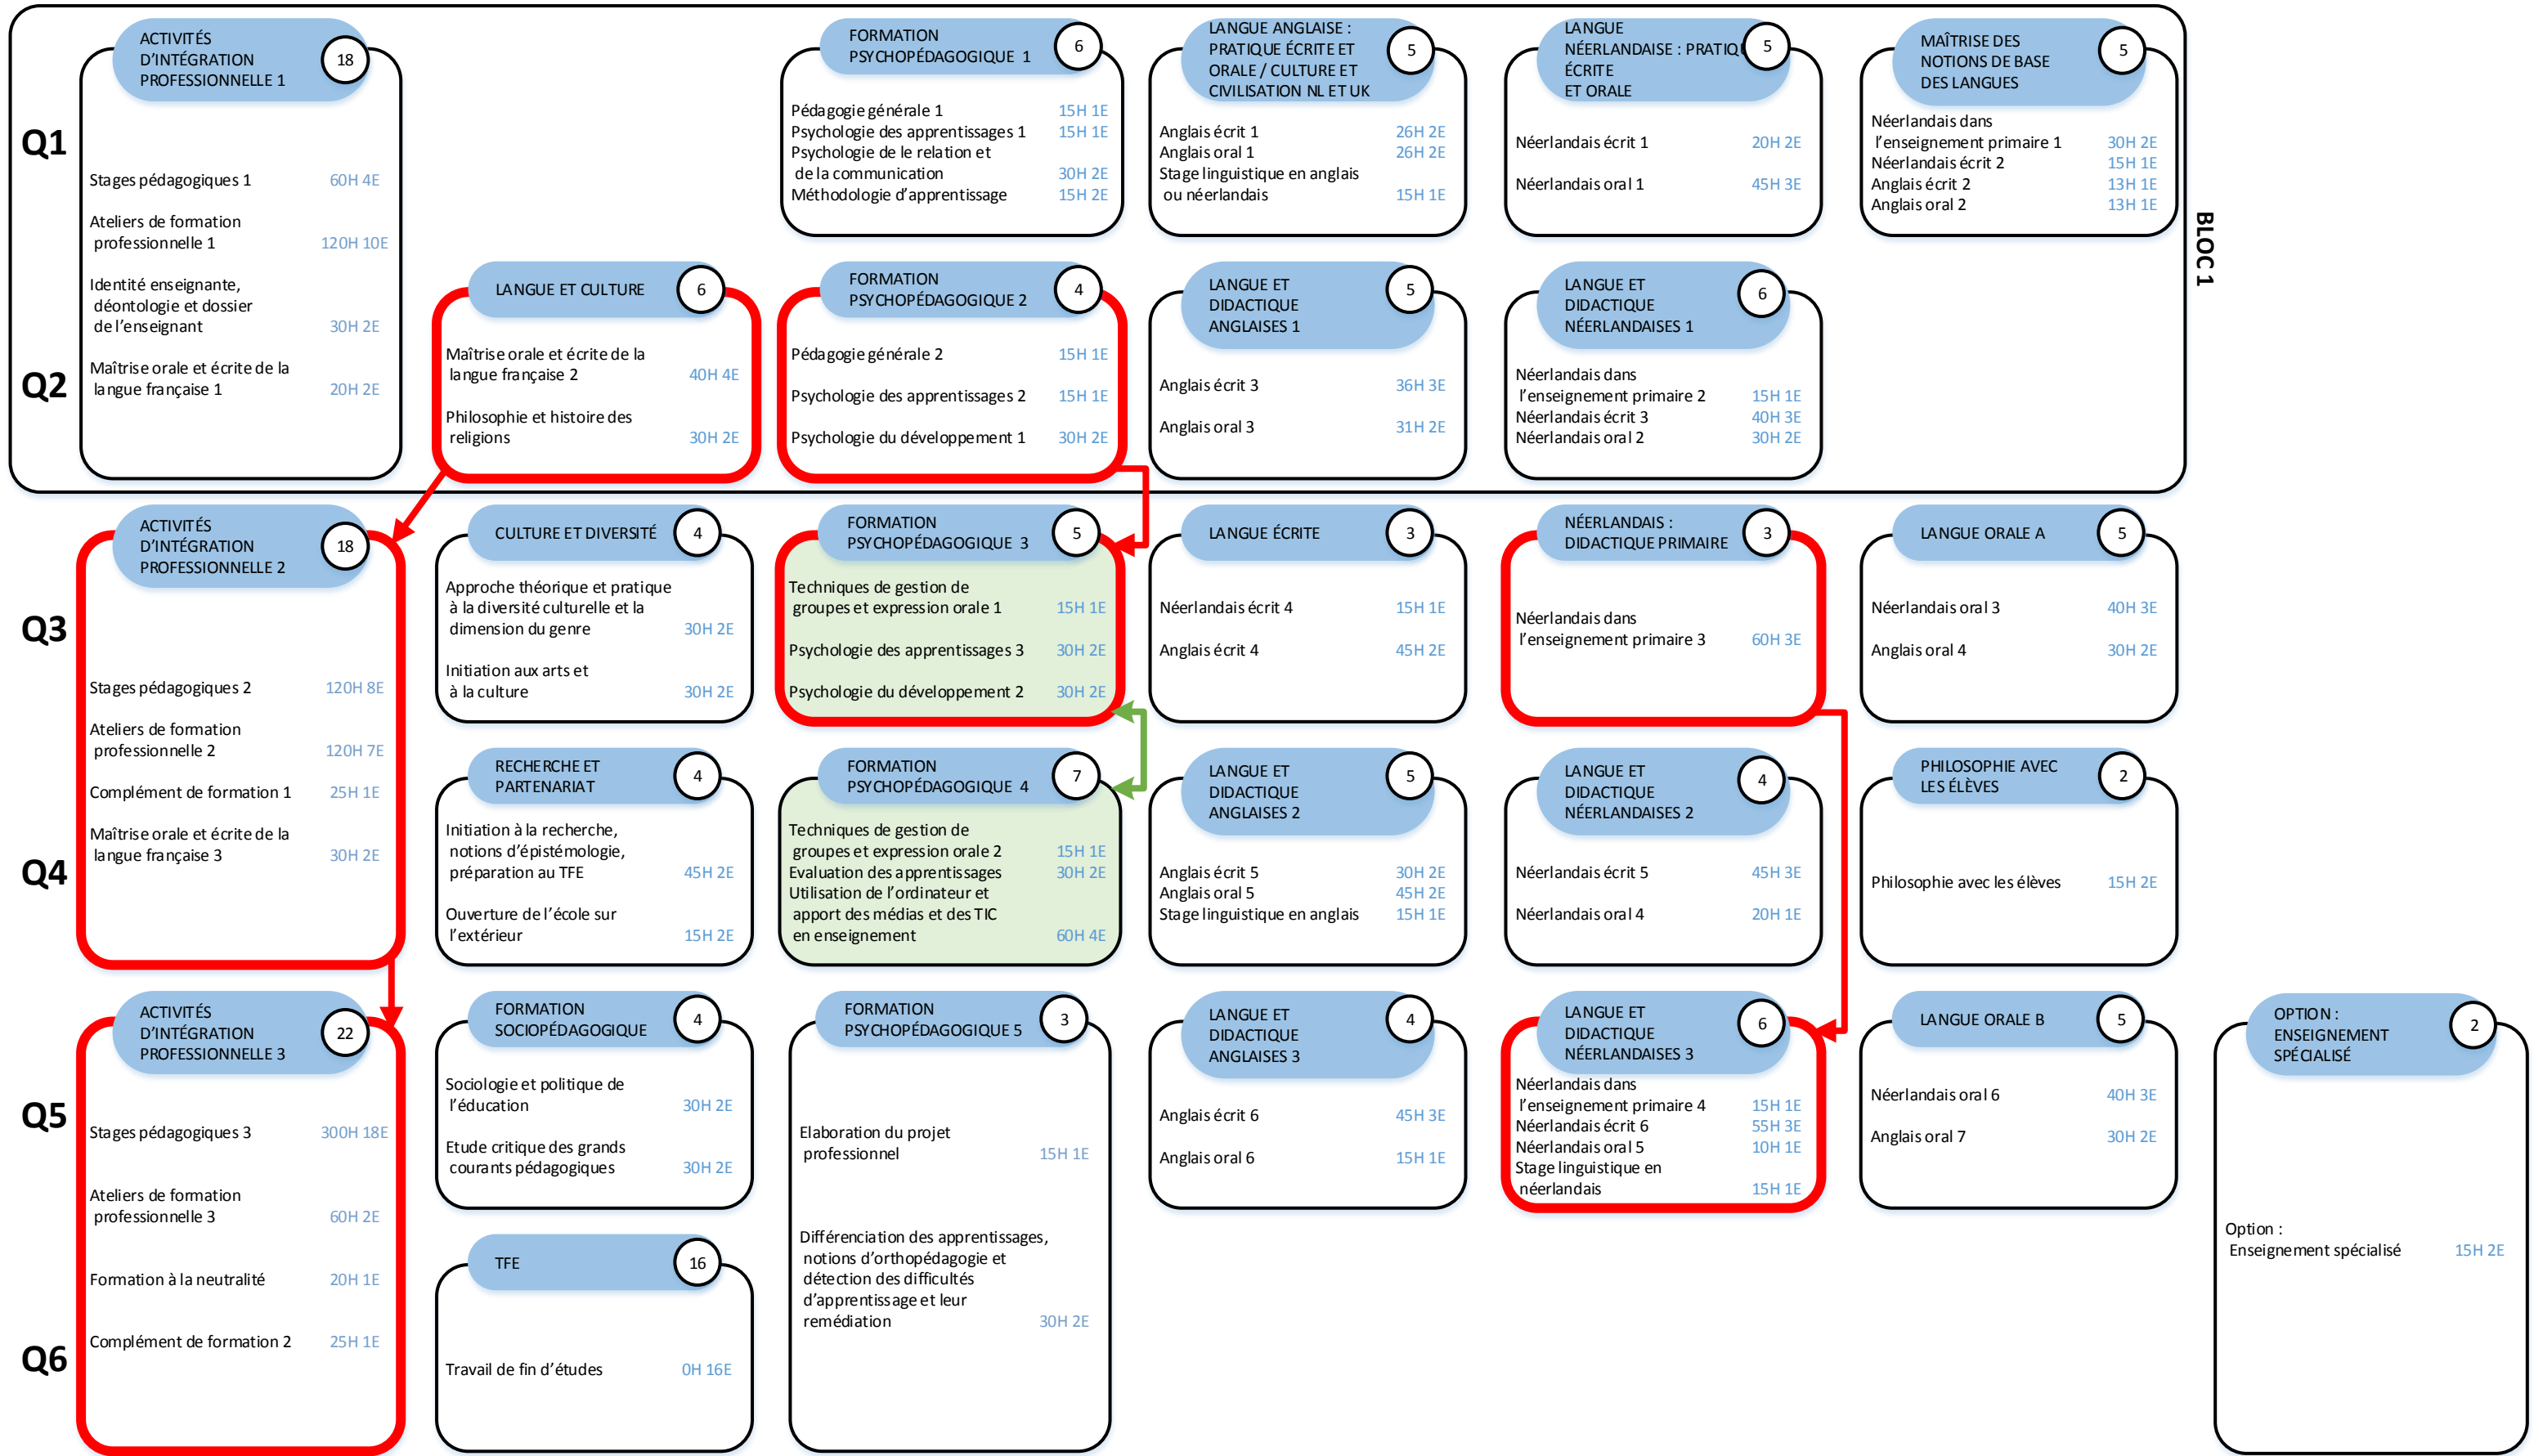 Q1
Q2
BLOC 1
ACTIVITÉS
D'INTÉGRATION
PROFESSIONNELLE 1
18
Stages pédagogiques 1 60H 4E
Ateliers de formation
professionnelle 1 120H 10E
Identité enseignante,
déontologie et dossier
de l'enseignant 30H 2E
Maîtrise orale et écrite de la
langue française 1 20H 2E
FORMATION
PSYCHOPÉDAGOGIQUE 1
6
Pédagogie générale 1 15H 1E
Psychologie des apprentissages 1 15H 1E
Psychologie de le relation et
de la communication 30H 2E
Méthodologie d'apprentissage 15H 2E
LANGUE ANGLAISE :
PRATIQUE ÉCRITE ET
ORALE / CULTURE ET
CIVILISATION NL ET UK
5
Anglais écrit 1 26H 2E
Anglais oral 1 26H 2E
Stage linguistique en anglais
ou néerlandais 15H 1E
LANGUE
NÉERLANDAISE : PRATIQU
ÉCRITE
ET ORALE
5
Néerlandais écrit 1 20H 2E
Néerlandais oral 1 45H 3E
MAÎTRISE DES
NOTIONS DE BASE
DES LANGUES
5
Néerlandais dans
l'enseignement primaire 1 30H 2E
Néerlandais écrit 2 15H 1E
Anglais écrit 2 13H 1E
Anglais oral 2 13H 1E
LANGUE ET CULTURE
6
Maîtrise orale et écrite de la
langue française 2 40H 4E
Philosophie et histoire des
religions 30H 2E
FORMATION
PSYCHOPÉDAGOGIQUE 2
4
Pédagogie générale 2 15H 1E
Psychologie des apprentissages 2 15H 1E
Psychologie du développement 1 30H 2E
LANGUE ET
DIDACTIQUE
ANGLAISES 1
5
Anglais écrit 3 36H 3E
Anglais oral 3 31H 2E
LANGUE ET
DIDACTIQUE
NÉERLANDAISES 1
6
Néerlandais dans
l'enseignement primaire 2 15H 1E
Néerlandais écrit 3 40H 3E
Néerlandais oral 2 30H 2E
Q3
Q4
ACTIVITÉS
D'INTÉGRATION
PROFESSIONNELLE 2
18
Stages pédagogiques 2 120H 8E
Ateliers de formation
professionnelle 2 120H 7E
Complément de formation 1 25H 1E
Maîtrise orale et écrite de la
langue française 3 30H 2E
CULTURE ET DIVERSITÉ
4
Approche théorique et pratique
à la diversité culturelle et la
dimension du genre 30H 2E
Initiation aux arts et
à la culture 30H 2E
FORMATION
PSYCHOPÉDAGOGIQUE 3
5
Techniques de gestion de
groupes et expression orale 1 15H 1E
Psychologie des apprentissages 3 30H 2E
Psychologie du développement 2 30H 2E
LANGUE ÉCRITE
3
Néerlandais écrit 4 15H 1E
Anglais écrit 4 45H 2E
NÉERLANDAIS :
DIDACTIQUE PRIMAIRE
3
Néerlandais dans
l'enseignement primaire 3 60H 3E
LANGUE ORALE A
5
Néerlandais oral 3 40H 3E
Anglais oral 4 30H 2E
RECHERCHE ET
PARTENARIAT
4
Initiation à la recherche,
notions d'épistémologie,
préparation au TFE 45H 2E
Ouverture de l'école sur
l'extérieur 15H 2E
FORMATION
PSYCHOPÉDAGOGIQUE 4
7
Techniques de gestion de
groupes et expression orale 2 15H 1E
Evaluation des apprentissages 30H 2E
Utilisation de l'ordinateur et
apport des médias et des TIC
en enseignement 60H 4E
LANGUE ET
DIDACTIQUE
ANGLAISES 2
5
Anglais écrit 5 30H 2E
Anglais oral 5 45H 2E
Stage linguistique en anglais 15H 1E
LANGUE ET
DIDACTIQUE
NÉERLANDAISES 2
4
Néerlandais écrit 5 45H 3E
Néerlandais oral 4 20H 1E
PHILOSOPHIE AVEC
LES ÉLÈVES
2
Philosophie avec les élèves 15H 2E
Q5
Q6
ACTIVITÉS
D'INTÉGRATION
PROFESSIONNELLE 3
22
Stages pédagogiques 3 300H 18E
Ateliers de formation
professionnelle 3 60H 2E
Formation à la neutralité 20H 1E
Complément de formation 2 25H 1E
FORMATION
SOCIOPÉDAGOGIQUE
4
Sociologie et politique de
l'éducation 30H 2E
Etude critique des grands
courants pédagogiques 30H 2E
FORMATION
PSYCHOPÉDAGOGIQUE 5
3
Elaboration du projet
professionnel 15H 1E
Différenciation des apprentissages,
notions d'orthopédagogie et
détection des difficultés
d'apprentissage et leur
remédiation 30H 2E
LANGUE ET
DIDACTIQUE
ANGLAISES 3
4
Anglais écrit 6 45H 3E
Anglais oral 6 15H 1E
LANGUE ET
DIDACTIQUE
NÉERLANDAISES 3
6
Néerlandais dans
l'enseignement primaire 4 15H 1E
Néerlandais écrit 6 55H 3E
Néerlandais oral 5 10H 1E
Stage linguistique en
néerlandais 15H 1E
LANGUE ORALE B
5
Néerlandais oral 6 40H 3E
Anglais oral 7 30H 2E
OPTION :
ENSEIGNEMENT
SPÉCIALISÉ
2
Option :
Enseignement spécialisé 15H 2E
TFE
16
Travail de fin d'études 0H 16E